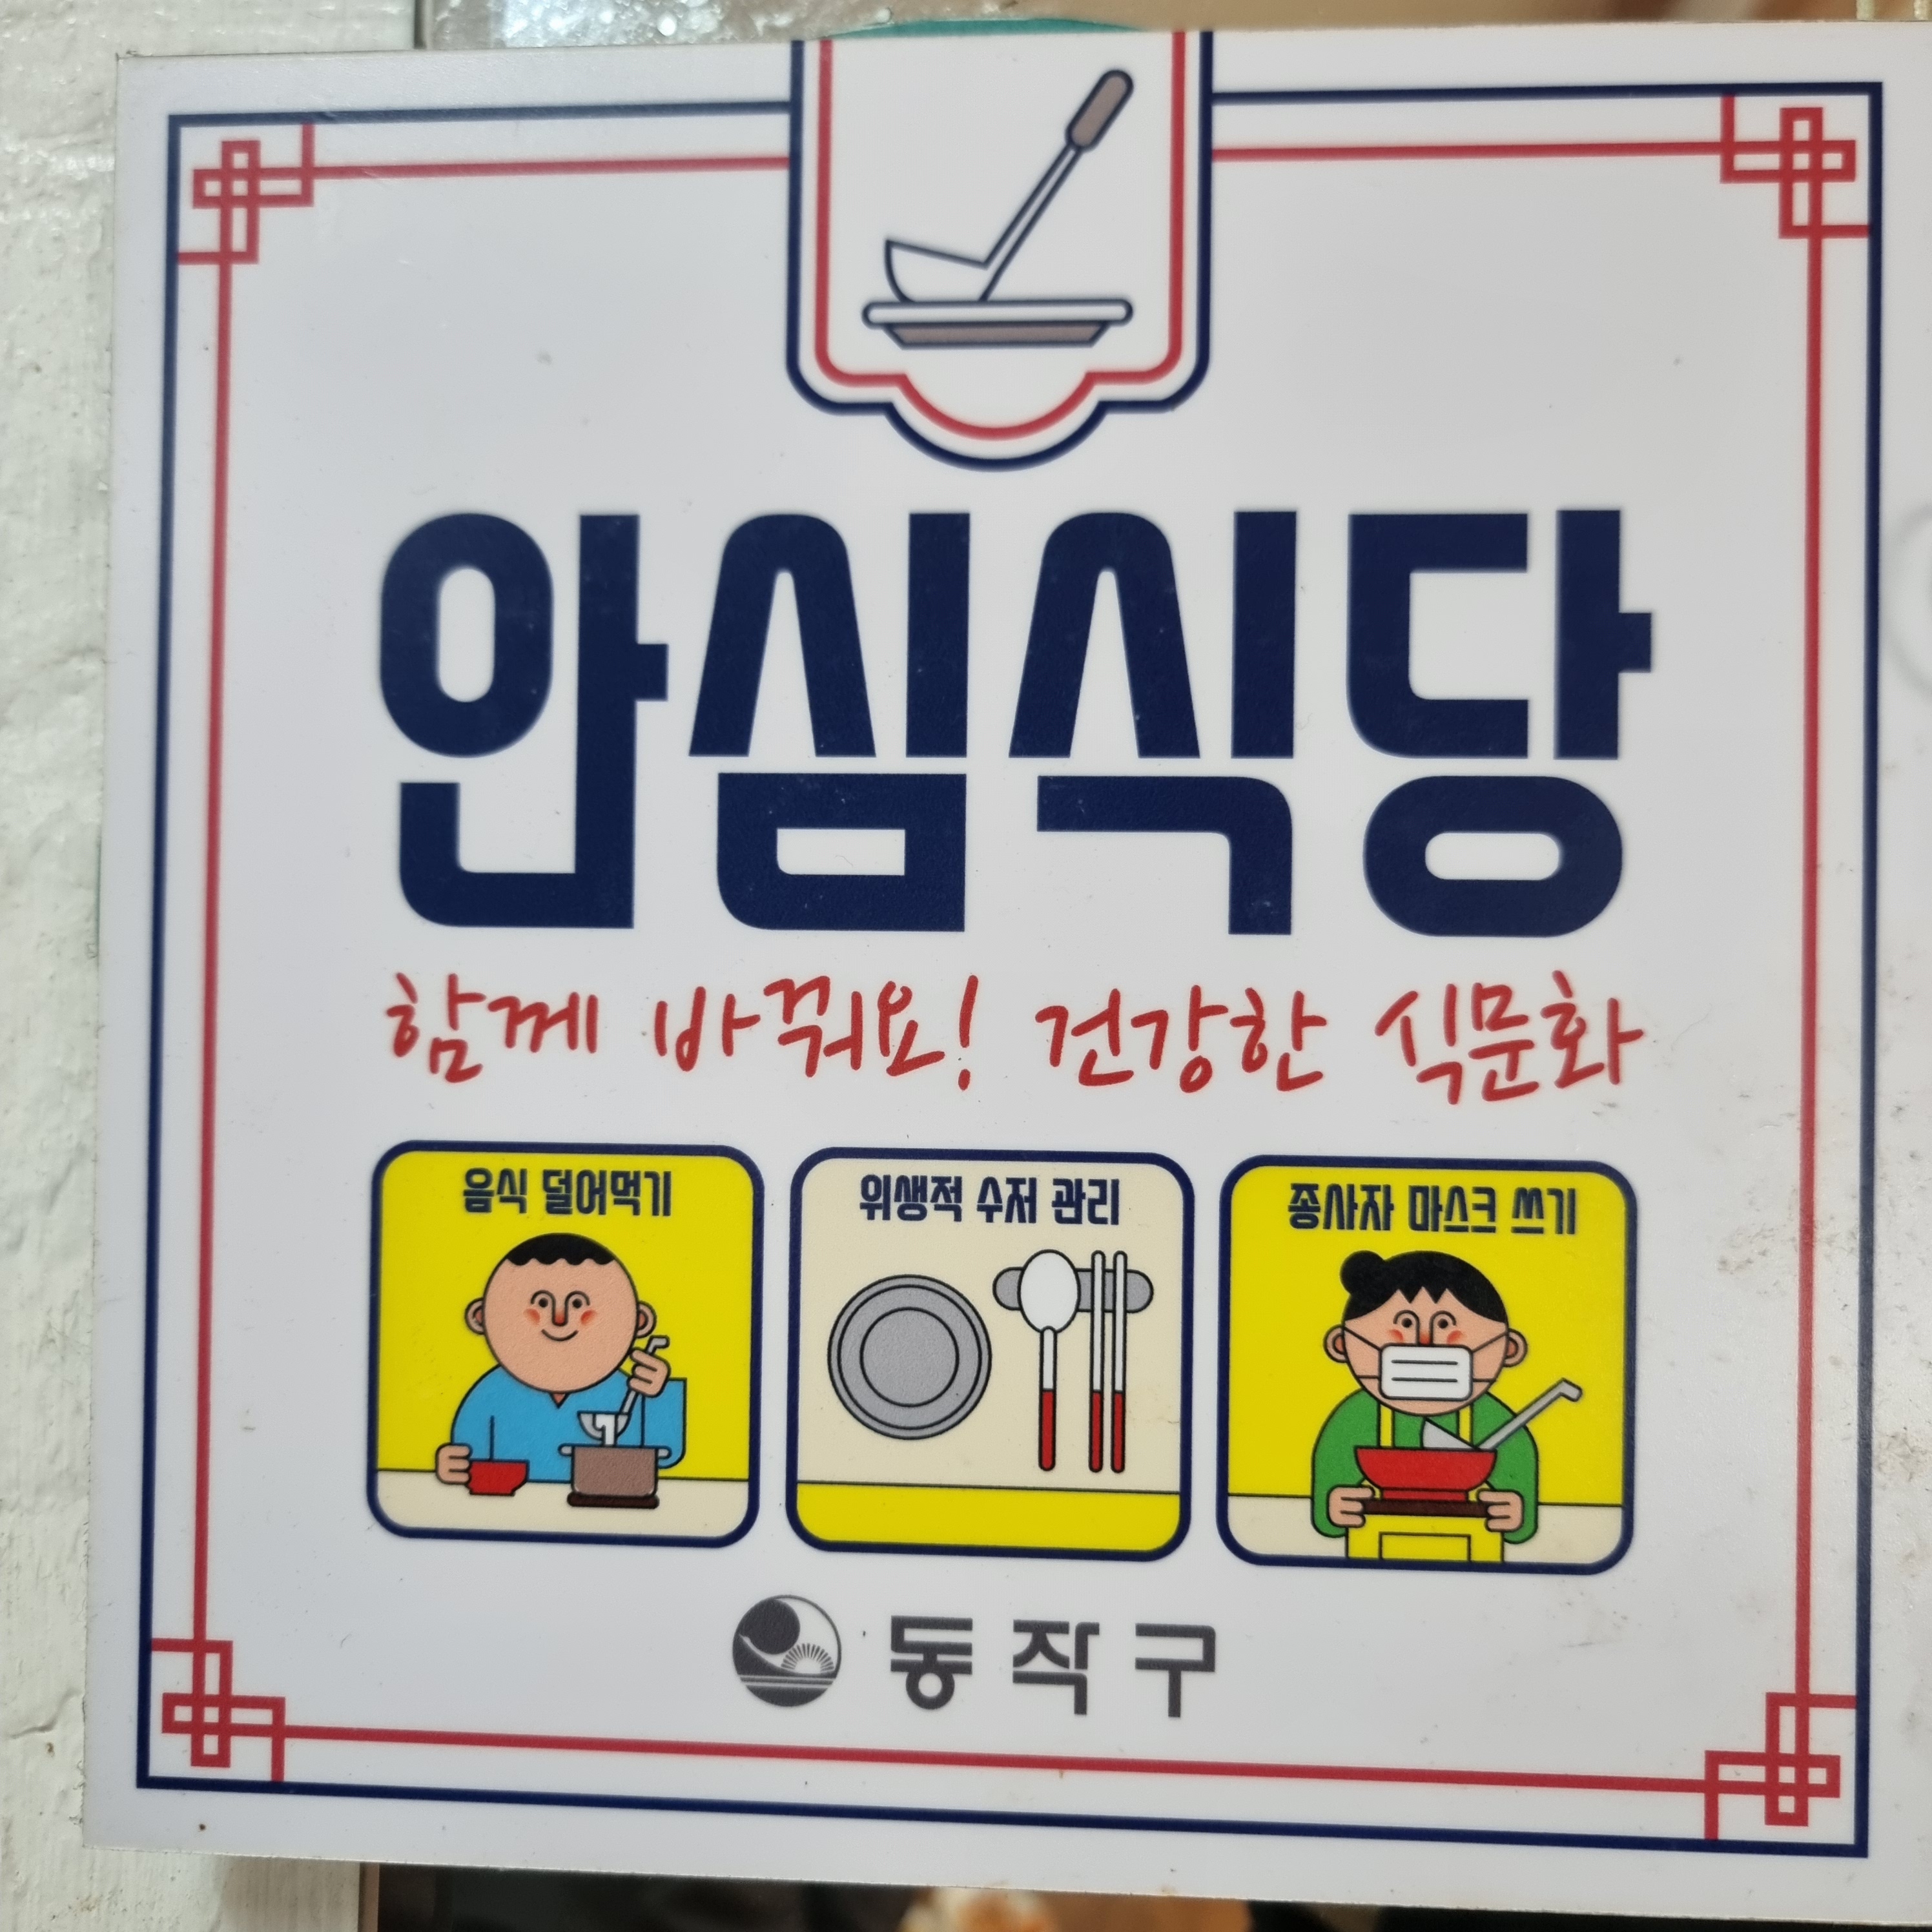 안심식당
함께 바꿔요! 건강한 식문화
음식 덜어먹기
위생적 수저 관리
종사자 마스크 쓰기
동작구